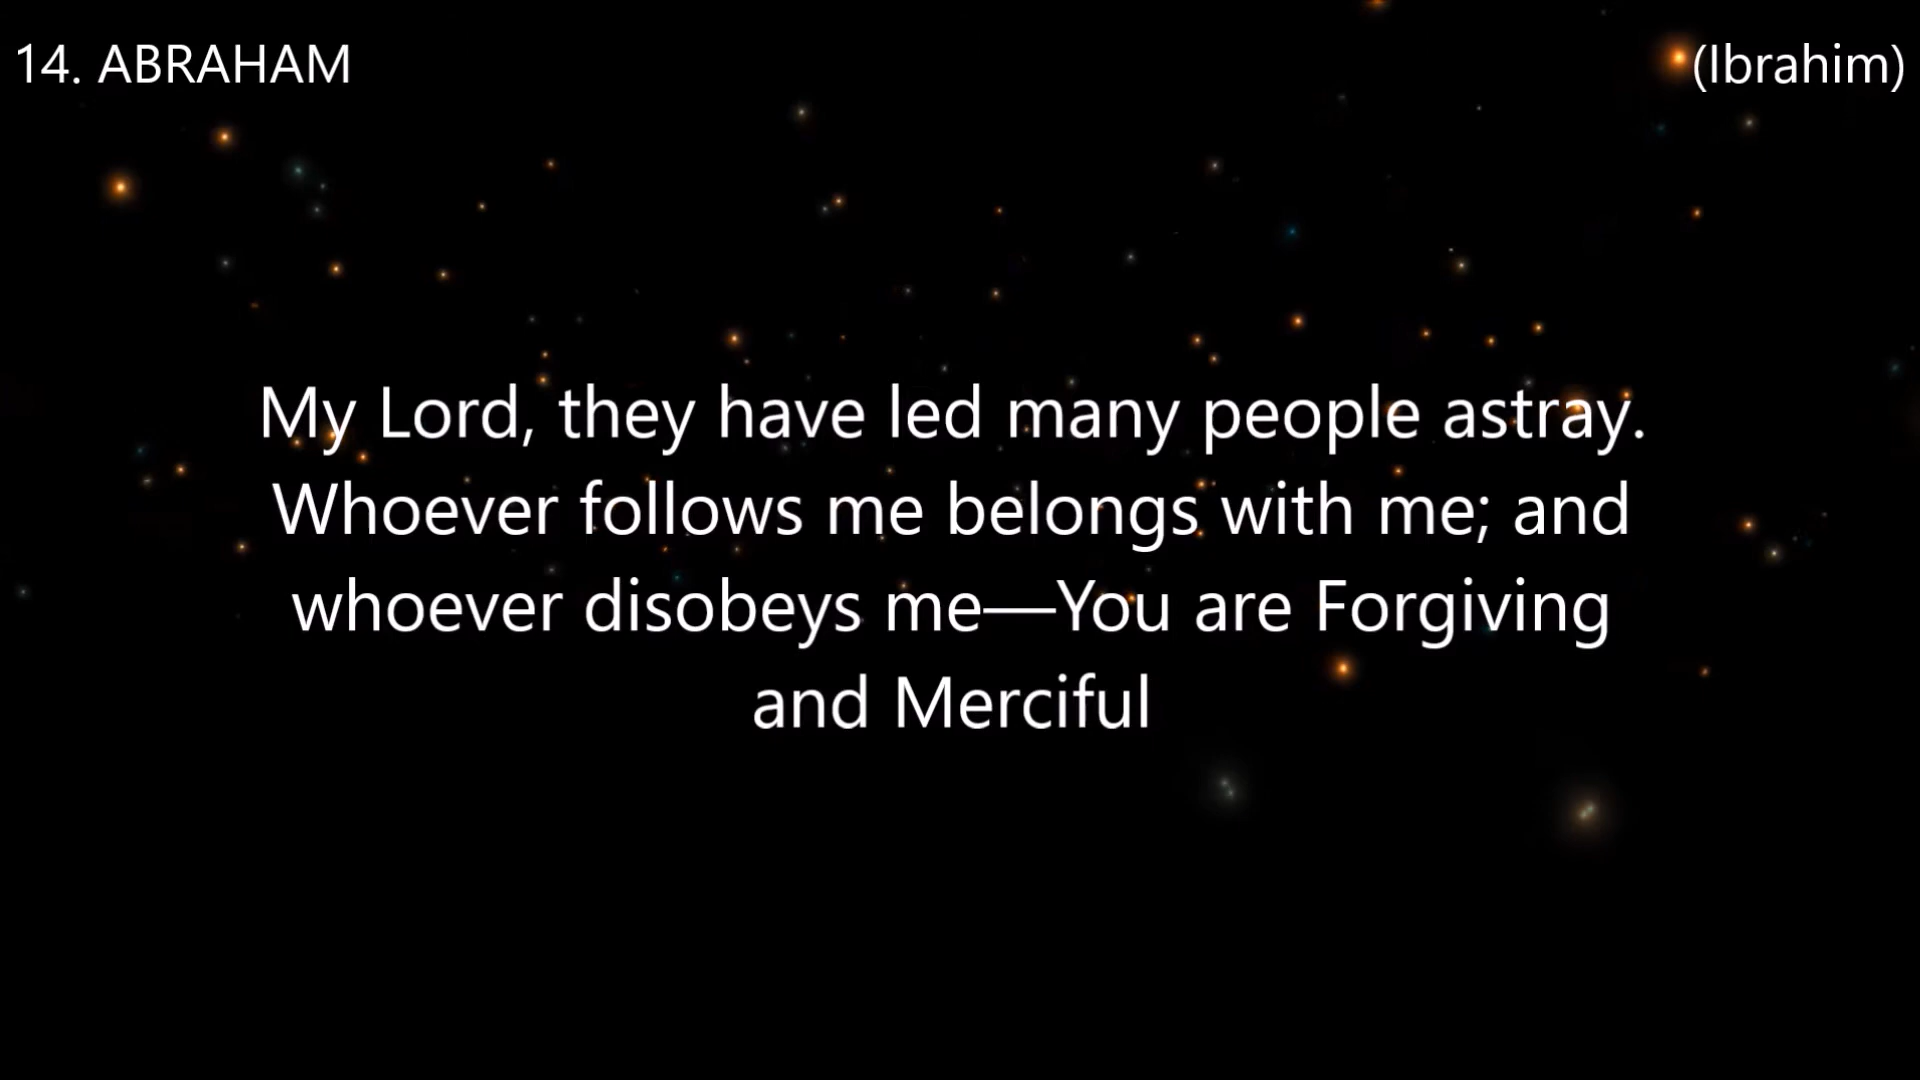 14. ABRAHAM
(Ibrahim)
My Lord, they have led many people astray.
Whoever follows me belongs with me; and
whoever disobeys me—You are Forgiving
and Merciful